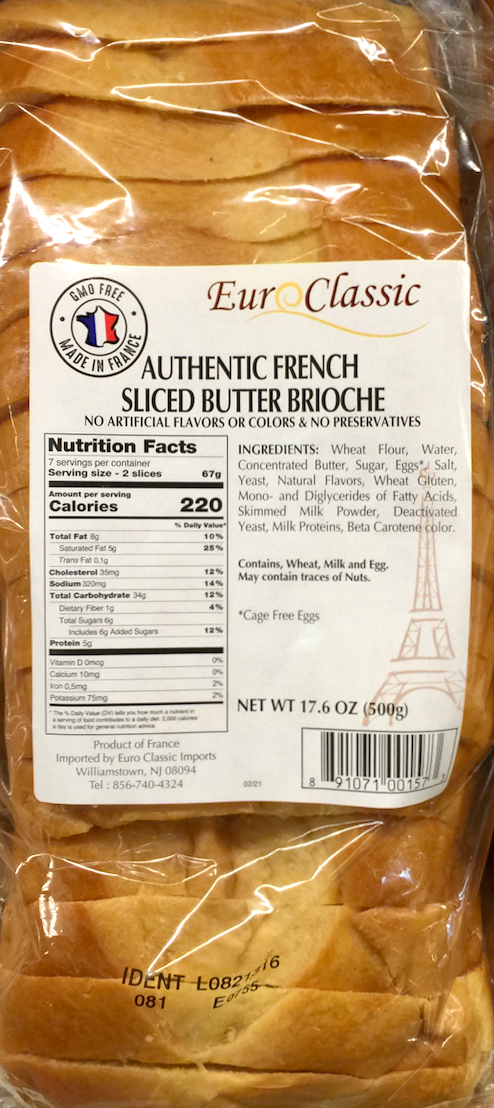 GMO FREE
MADE IN FRANCE
EuroClassic
AUTHENTIC FRENCH
SLICED BUTTER BRIOCHE
NO ARTIFICIAL FLAVORS OR COLORS & NO PRESERVATIVES
Nutrition Facts
7 servings per container
Serving size - 2 slices 67g
Amount per serving
Calories 220
% Daily Value*
Total Fat 8g 10%
Saturated Fat 5g 25%
Trans Fat 0,1g
Cholesterol 35mg 12%
Sodium 320mg 14%
Total Carbohydrate 34g 12%
Dietary Fiber 1g 4%
Total Sugars 6g
Includes 6g Added Sugars 12%
Protein 5g
Vitamin D 0mcg 0%
Calcium 10mg 0%
Iron 0,5mg 2%
Potassium 75mg 2%
* The % Daily Value (DV) tells you how much a nutrient in
a serving of food contributes to a daily diet. 2,000 calories
a day is used for general nutrition advice.
INGREDIENTS: Wheat Flour, Water,
Concentrated Butter, Sugar, Eggs*, Salt,
Yeast, Natural Flavors, Wheat Gluten,
Mono- and Diglycerides of Fatty Acids,
Skimmed Milk Powder, Deactivated
Yeast, Milk Proteins, Beta Carotene color.
Contains, Wheat, Milk and Egg.
May contain traces of Nuts.
*Cage Free Eggs
NET WT 17.6 OZ (500g)
Product of France
Imported by Euro Classic Imports
Williamstown, NJ 08094
Tel : 856-740-4324
02/21
8 91071 00157 3
IDENT
081